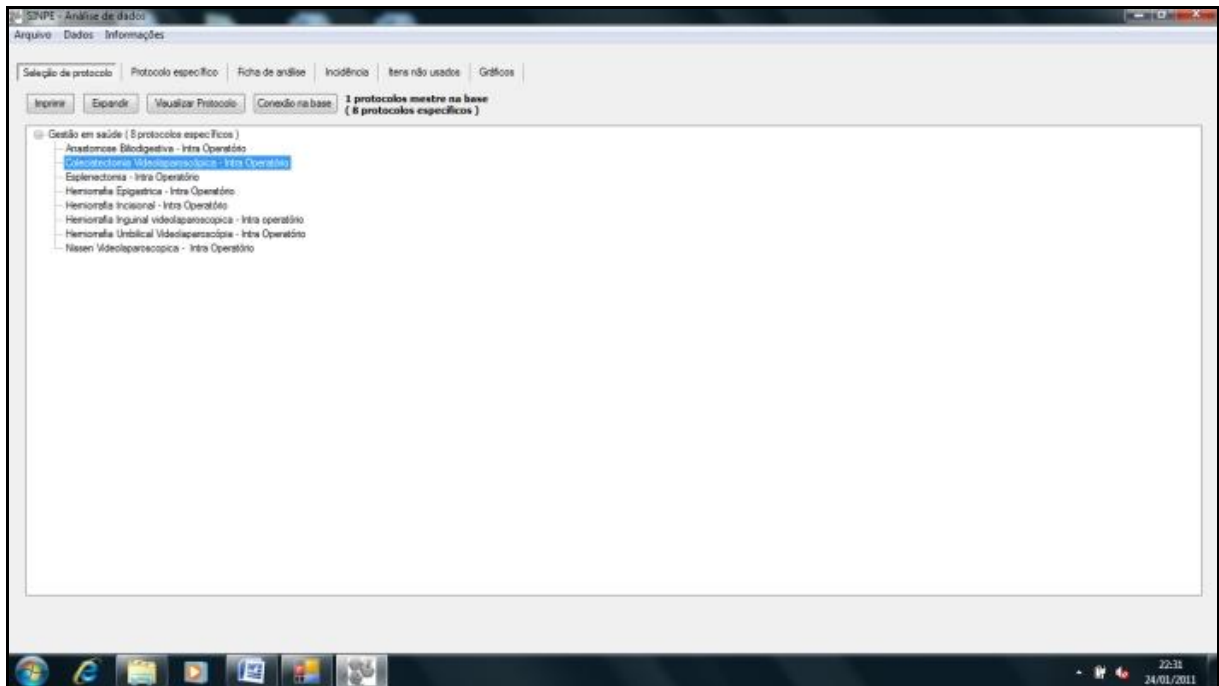 SINPE - Análise de dados
Arquivo Dados Informações
Seleção de protocolo Protocolo específico Ficha de análise Incidência Itens não usados Gráficos
Imprimir Expandir Visualizar Protocolo Conexão na base 1 protocolos mestre na base
( 8 protocolos específicos )
Gestão em saúde ( 8 protocolos específicos )
Anastomose Biliodigestiva - Intra Operatório
Colecistectomia Videolaparoscópica - Intra Operatório
Esplenectomia - Intra Operatório
Herniorrafia Epigastrica - Intra Operatório
Herniorrafia Incisional - Intra Operatório
Herniorrafia Inguinal videolaparoscopica - Intra operatório
Herniorrafia Umbilical Videolaparoscópia - Intra Operatório
Nissen Videolaparoscopica - Intra Operatório
22:31
24/01/2011